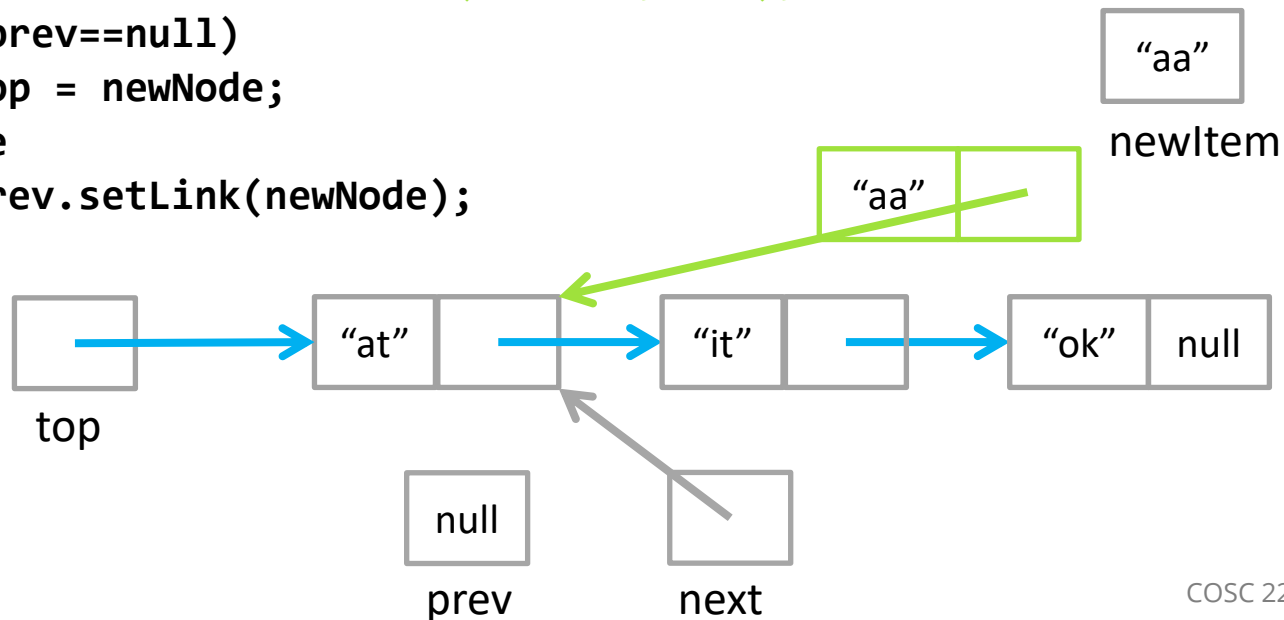 prev==null)
op = newNode;
e
rev.setLink(newNode);
“aa”
newItem
“aa”
“at”
“it”
“ok” null
top
null
prev next
COSC 22